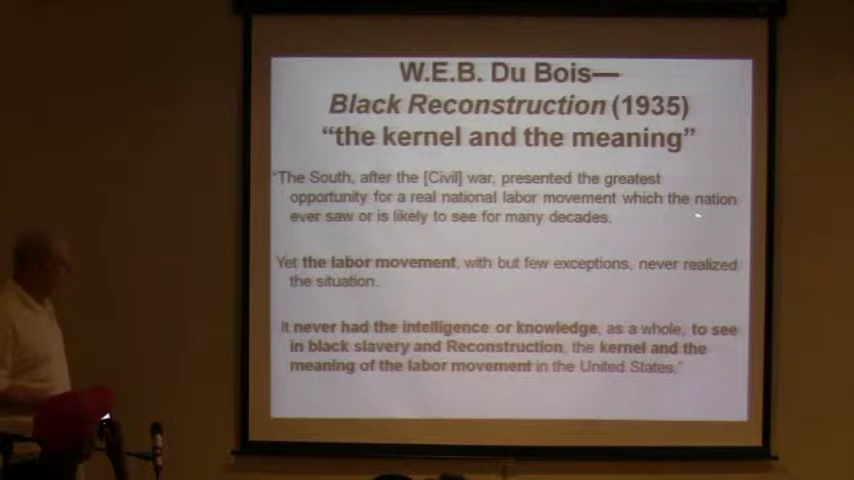 W.E.B. Du Bois—
Black Reconstruction (1935)
“the kernel and the meaning”
“The South, after the [Civil] war, presented the greatest
opportunity for a real national labor movement which the nation
ever saw or is likely to see for many decades.
Yet the labor movement, with but few exceptions, never realized
the situation.
It never had the intelligence or knowledge, as a whole, to see
in black slavery and Reconstruction, the kernel and the
meaning of the labor movement in the United States.”